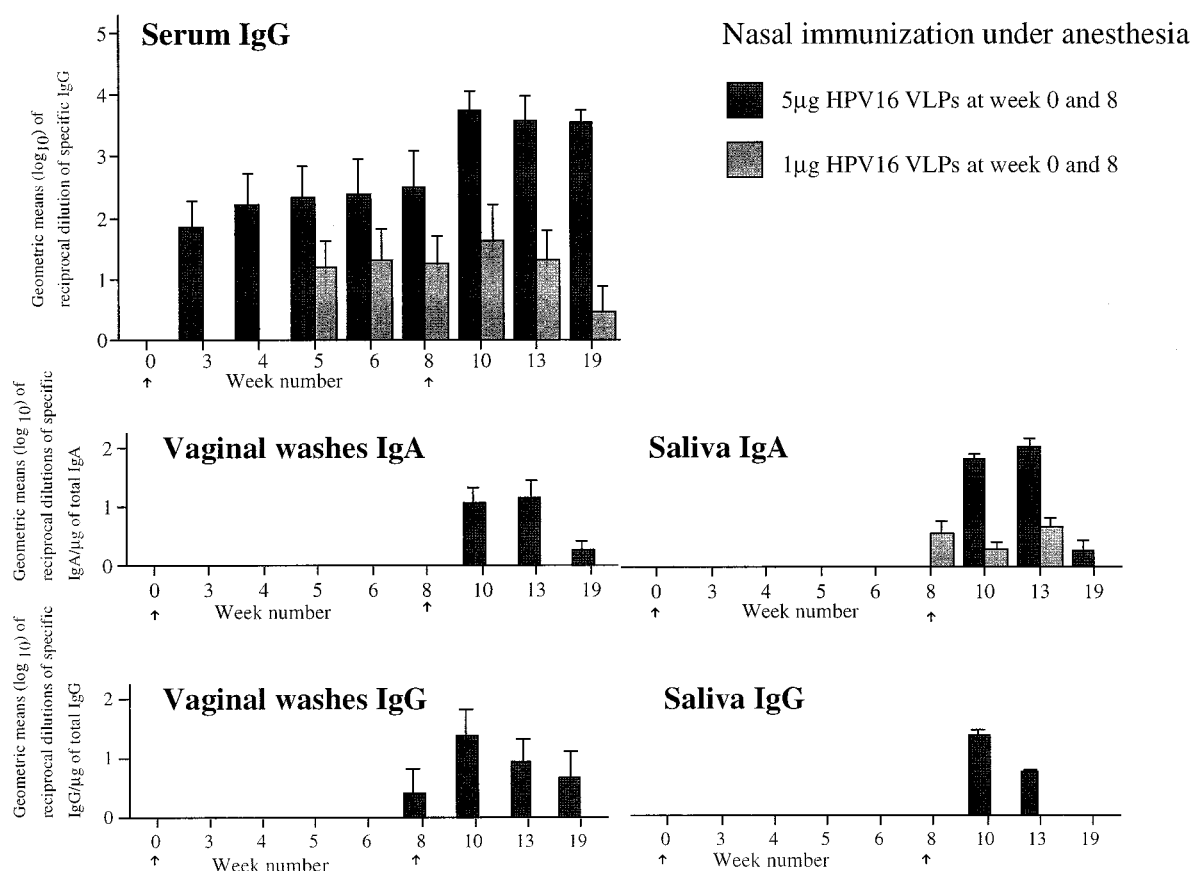 Serum IgG
Nasal immunization under anesthesia
5µg HPV16 VLPs at week 0 and 8
1µg HPV16 VLPs at week 0 and 8
Geometric means (log10) of
reciprocal dilution of specific IgG
5
4
3
2
1
0
0 3 4 5 6 8 10 13 19
↑ Week number ↑
Vaginal washes IgA
Geometric means (log 10) of
reciprocal dilutions of specific
IgA/µg of total IgA
2
1
0
0 3 4 5 6 8 10 13 19
↑ Week number ↑
Saliva IgA
0 3 4 5 6 8 10 13 19
↑ Week number ↑
Vaginal washes IgG
Geometric means (log 10) of
reciprocal dilutions of specific
IgG/µg of total IgG
2
1
0
0 3 4 5 6 8 10 13 19
↑ Week number ↑
Saliva IgG
0 3 4 5 6 8 10 13 19
↑ Week number ↑